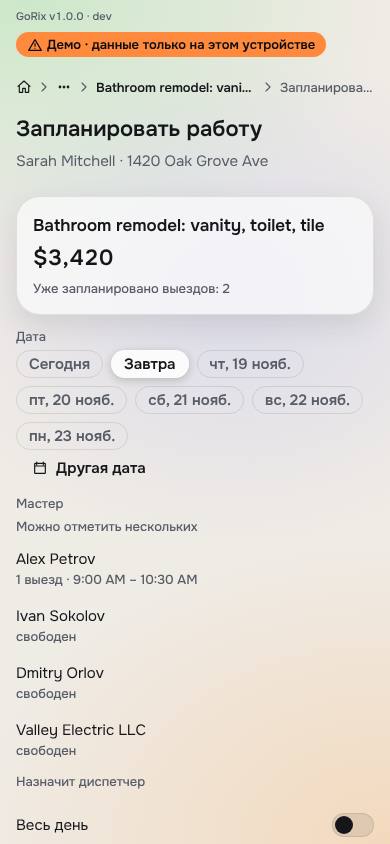 GoRix v1.0.0 · dev
Демо · данные только на этом устройстве
Bathroom remodel: vani... Запланирова...
Запланировать работу
Sarah Mitchell · 1420 Oak Grove Ave
Bathroom remodel: vanity, toilet, tile
$3,420
Уже запланировано выездов: 2
Дата
Сегодня Завтра чт, 19 нояб.
пт, 20 нояб. сб, 21 нояб. вс, 22 нояб.
пн, 23 нояб.
Другая дата
Мастер
Можно отметить нескольких
Alex Petrov
1 выезд · 9:00 AM – 10:30 AM
Ivan Sokolov
свободен
Dmitry Orlov
свободен
Valley Electric LLC
свободен
Назначит диспетчер
Весь день